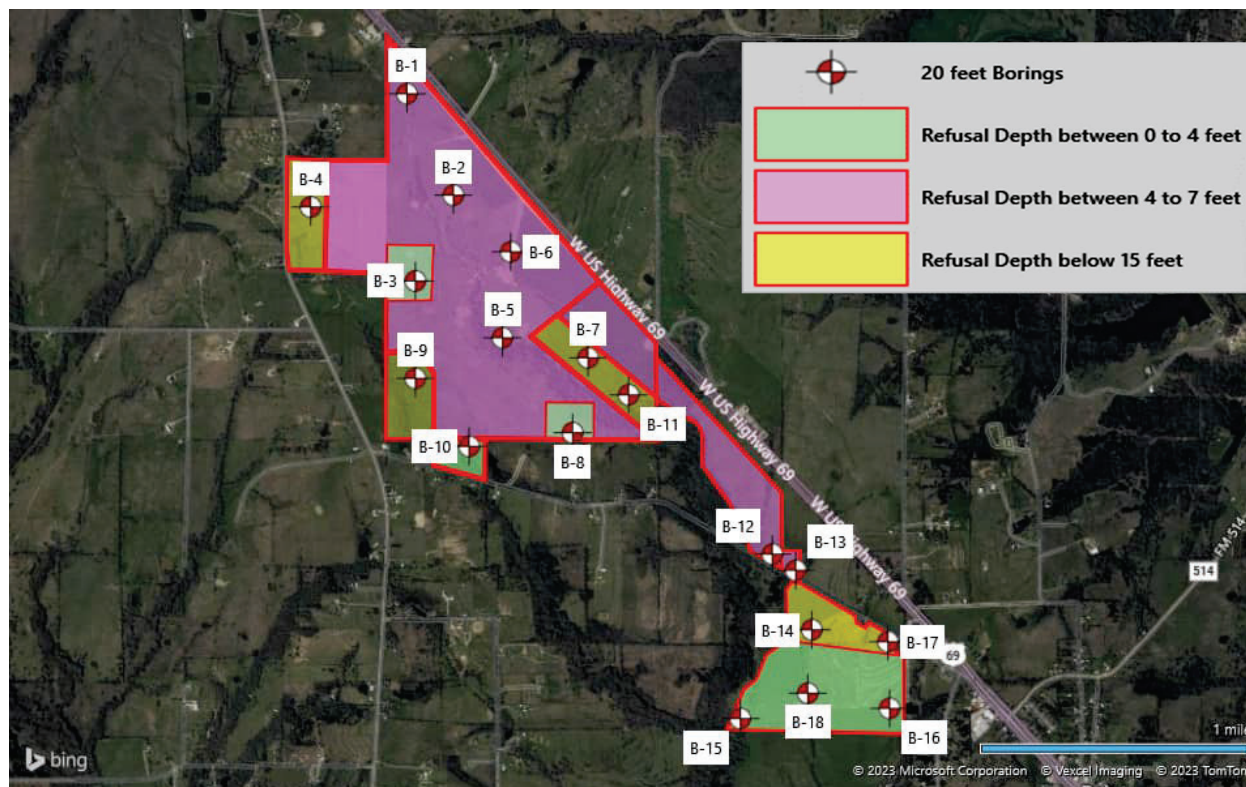 20 feet Borings
Refusal Depth between 0 to 4 feet
Refusal Depth between 4 to 7 feet
Refusal Depth below 15 feet
B-1
B-2
B-4
B-6
B-3
B-5
B-7
B-9
B-11
B-10
B-8
B-12
B-13
B-14
B-17
B-18
B-15
B-16
W US Highway 69
W US Highway 69
W US Highway 69
FM-514
514
69
1 mile
bing
© 2023 Microsoft Corporation © Vexcel Imaging © 2023 TomTom